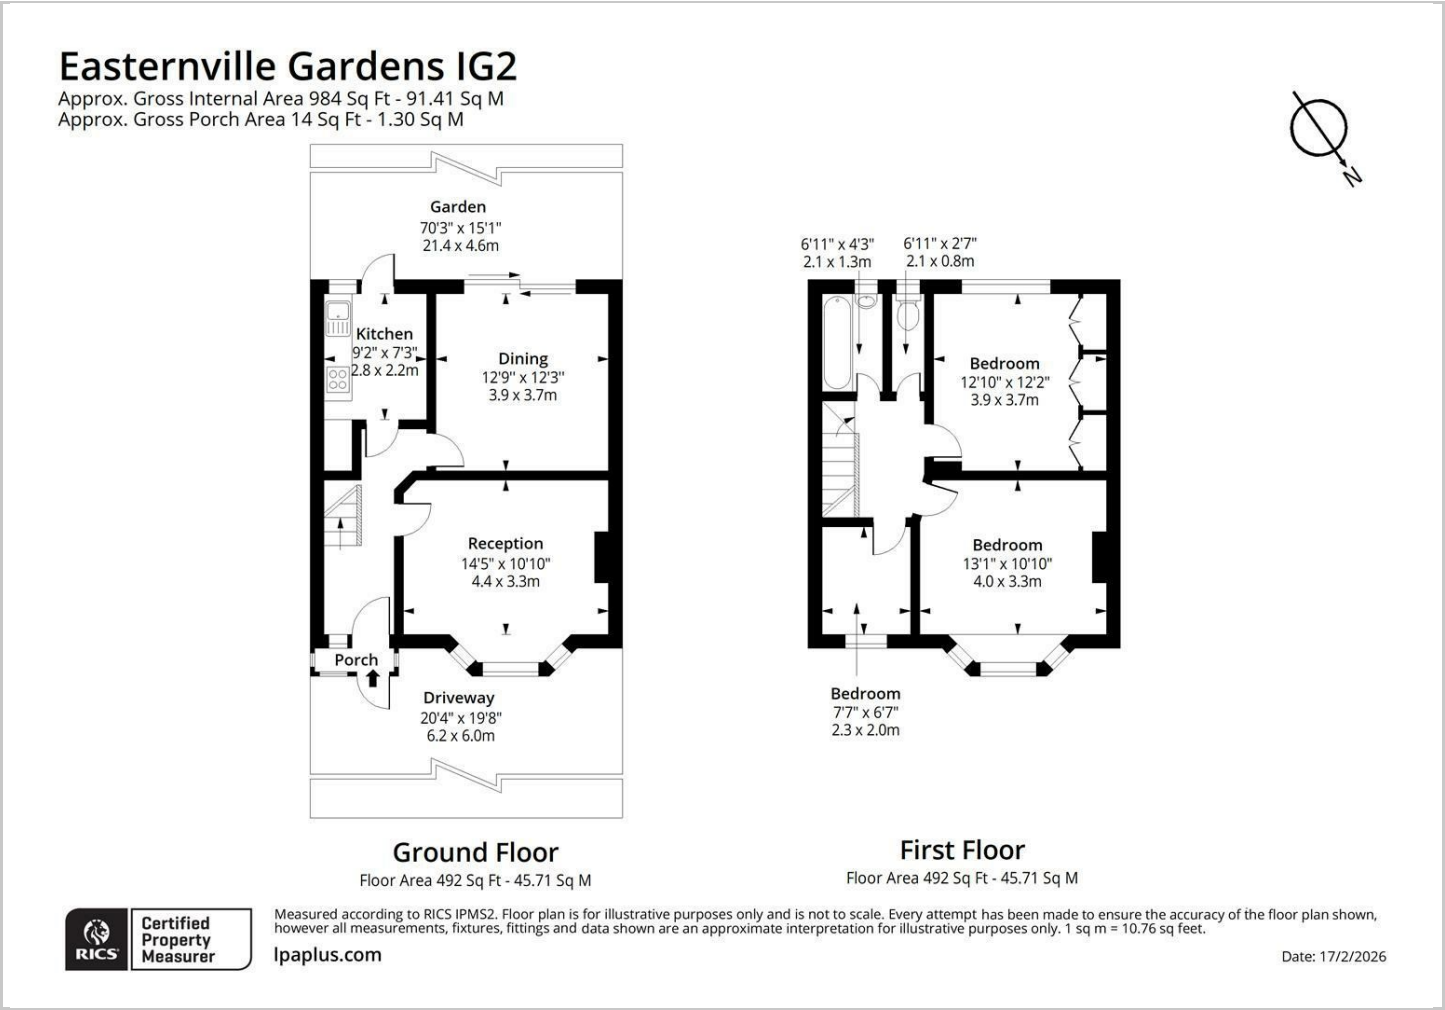 Easternville Gardens IG2
Approx. Gross Internal Area 984 Sq Ft - 91.41 Sq M
Approx. Gross Porch Area 14 Sq Ft - 1.30 Sq M
N
Garden
70'3" x 15'1"
21.4 x 4.6m
Kitchen
9'2" x 7'3"
2.8 x 2.2m
Dining
12'9" x 12'3"
3.9 x 3.7m
Reception
14'5" x 10'10"
4.4 x 3.3m
Porch
Driveway
20'4" x 19'8"
6.2 x 6.0m
Ground Floor
Floor Area 492 Sq Ft - 45.71 Sq M
6'11" x 4'3"
2.1 x 1.3m
6'11" x 2'7"
2.1 x 0.8m
Bedroom
12'10" x 12'2"
3.9 x 3.7m
Bedroom
13'1" x 10'10"
4.0 x 3.3m
Bedroom
7'7" x 6'7"
2.3 x 2.0m
First Floor
Floor Area 492 Sq Ft - 45.71 Sq M
RICS
Certified
Property
Measurer
Measured according to RICS IPMS2. Floor plan is for illustrative purposes only and is not to scale. Every attempt has been made to ensure the accuracy of the floor plan shown,
however all measurements, fixtures, fittings and data shown are an approximate interpretation for illustrative purposes only. 1 sq m = 10.76 sq feet.
lpaplus.com
Date: 17/2/2026